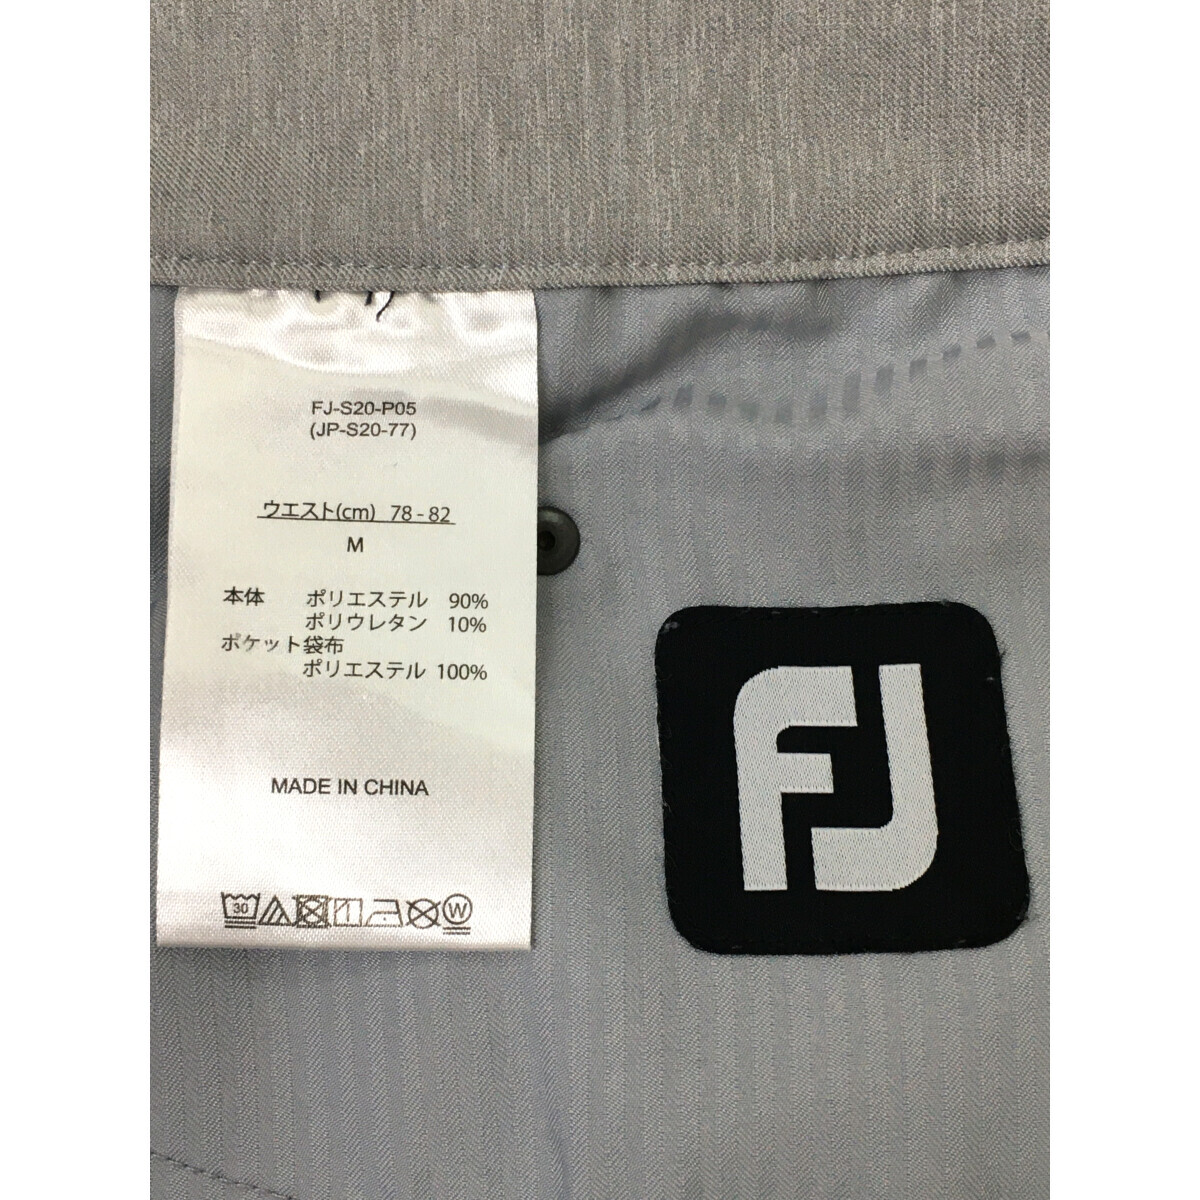 FJ-S20-P05
(JP-S20-77)
ウエスト(cm) 78 - 82
M
本体 ポリエステル 90%
ポリウレタン 10%
ポケット袋布
ポリエステル 100%
MADE IN CHINA
30
W
FJ